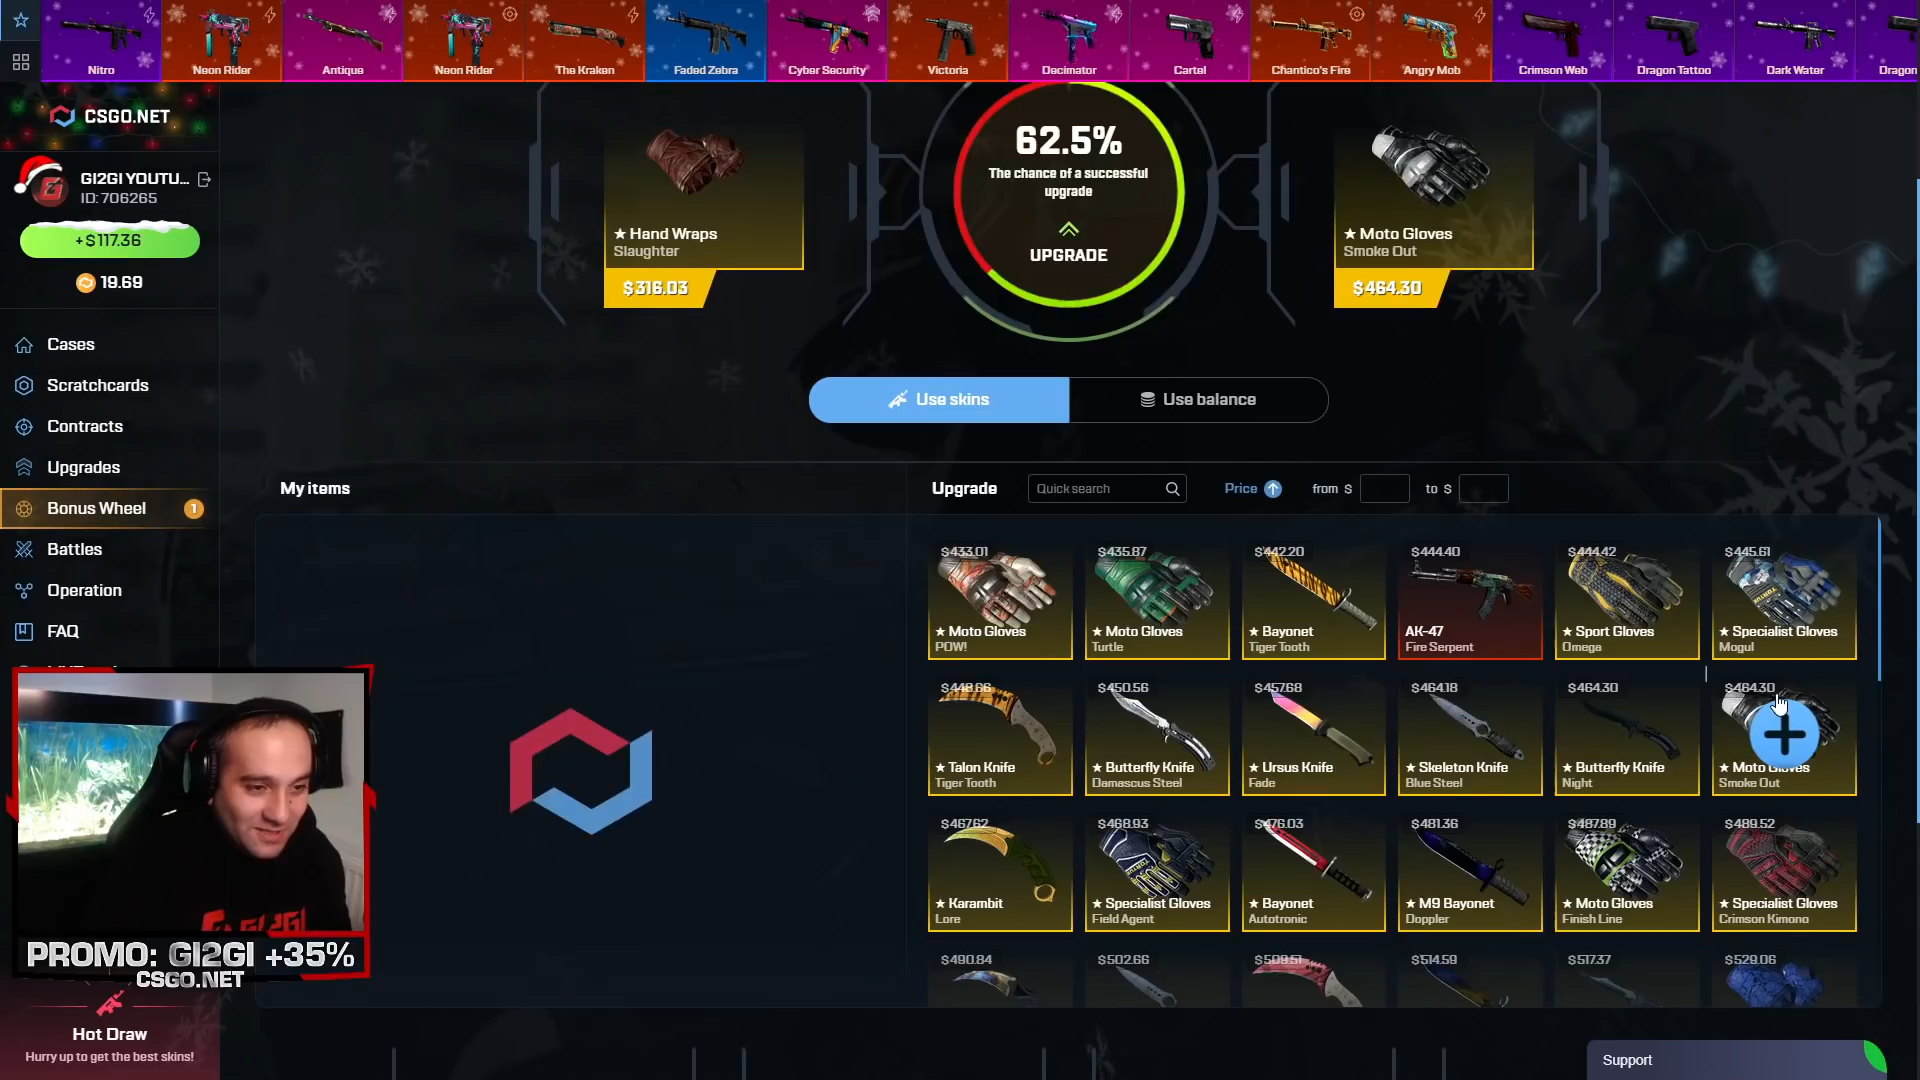 Nitro
Neon Rider
Antique
Neon Rider
The Kraken
Faded Zebra
Cyber Security
Victoria
Decimator
Cartel
Chantico's Fire
Angry Mob
Crimson Web
Dragon Tattoo
Dark Water
Dragon
CSGO.NET
GI2GI YOUTU...
ID: 706265
+$117.36
19.69
Cases
Scratchcards
Contracts
Upgrades
Bonus Wheel
1
Battles
Operation
FAQ
★ Hand Wraps
Slaughter
$316.03
62.5%
The chance of a successful
upgrade
UPGRADE
★ Moto Gloves
Smoke Out
$464.30
Use skins
Use balance
My items
Upgrade
Quick search
Price
from $
to $
$433.01
★ Moto Gloves
POW!
$435.87
★ Moto Gloves
Turtle
$442.20
★ Bayonet
Tiger Tooth
$444.40
AK-47
Fire Serpent
$444.42
★ Sport Gloves
Omega
$445.61
★ Specialist Gloves
Mogul
★ Talon Knife
Tiger Tooth
$450.56
★ Butterfly Knife
Damascus Steel
$457.68
★ Ursus Knife
Fade
$464.18
★ Skeleton Knife
Blue Steel
$464.30
★ Butterfly Knife
Night
$464.30
★ Moto Gloves
Smoke Out
$467.62
★ Karambit
Lore
$468.93
★ Specialist Gloves
Field Agent
$476.03
★ Bayonet
Autotronic
$481.36
★ M9 Bayonet
Doppler
$487.89
★ Moto Gloves
Finish Line
$489.52
★ Specialist Gloves
Crimson Kimono
$490.84
$502.66
$509.51
$514.59
$517.37
$529.06
GI2GI
PROMO: GI2GI +35%
CSGO.NET
Hot Draw
Hurry up to get the best skins!
Support